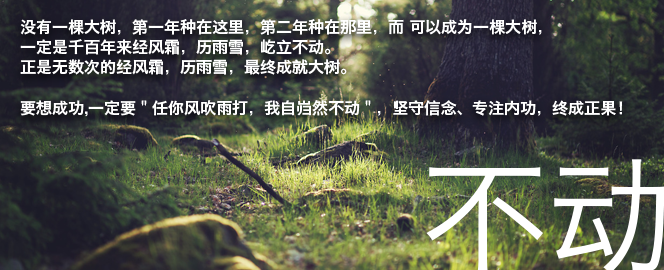 没有一棵大树，第一年种在这里，第二年种在那里，而 可以成为一棵大树，
一定是千百年来经风霜，历雨雪，屹立不动。
正是无数次的经风霜，历雨雪，最终成就大树。
要想成功,一定要＂任你风吹雨打，我自岿然不动＂，坚守信念、专注内功，终成正果！
不动